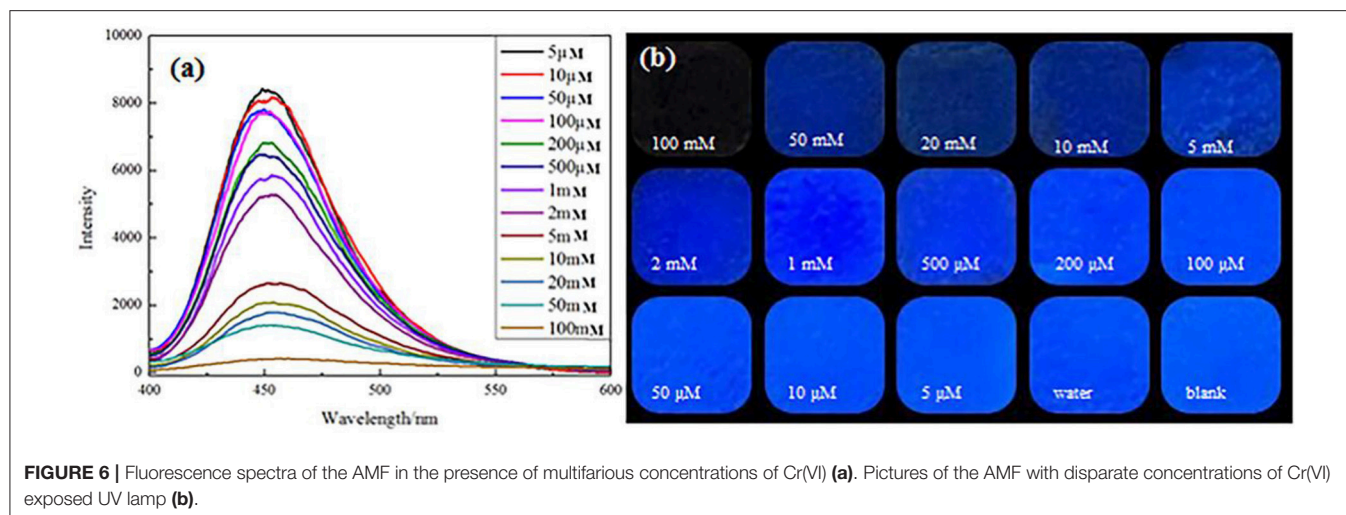 10000
8000
6000
4000
2000
0
Intensity
(a)
5µM
10µM
50µM
100µM
200µM
500µM
1mM
2mM
5mM
10mM
20mM
50mM
100mM
400 450 500 550 600
Wavelength/nm
(b)
100 mM 50 mM 20 mM 10 mM 5 mM
2 mM 1 mM 500 µM 200 µM 100 µM
50 µM 10 µM 5 µM water blank
FIGURE 6 | Fluorescence spectra of the AMF in the presence of multifarious concentrations of Cr(VI) (a). Pictures of the AMF with disparate concentrations of Cr(VI)
exposed UV lamp (b).